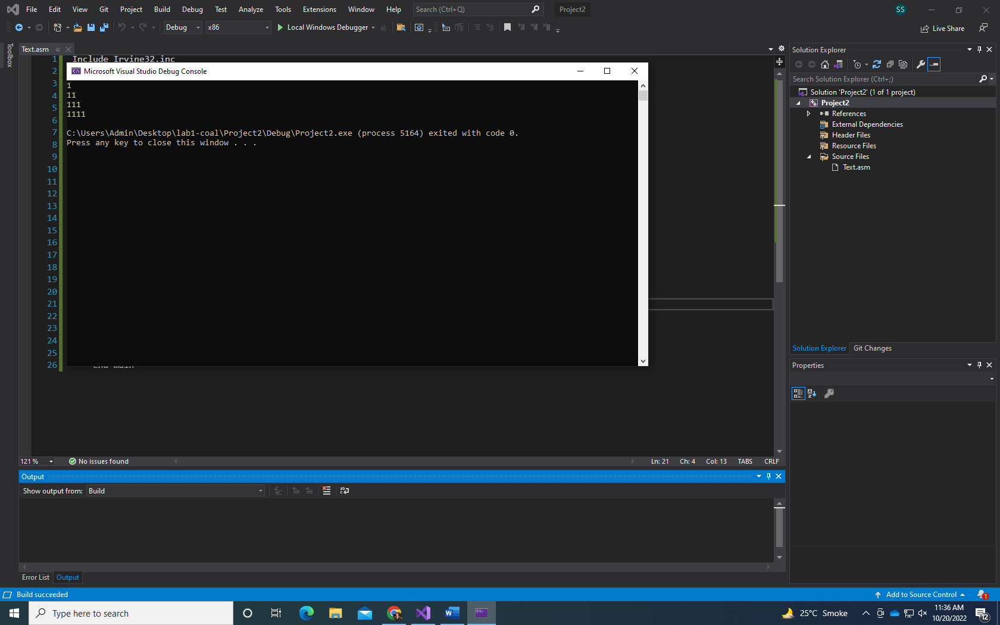 File Edit View Git Project Build Debug Test Analyze Tools Extensions Window Help Search (Ctrl+Q) Project2 SS
Debug x86 Local Windows Debugger Live Share
Toolbox
Text.asm
1 Include Irvine32.inc
2
3
4
5
6
7
8
9
10
11
12
13
14
15
16
17
18
19
20
21
22
23
24
25
26 end main
Microsoft Visual Studio Debug Console
1
11
111
1111
C:\Users\Admin\Desktop\lab1-coal\Project2\Debug\Project2.exe (process 5164) exited with code 0.
Press any key to close this window . . .
121 % No issues found Ln: 21 Ch: 4 Col: 13 TABS CRLF
Output
Show output from: Build
Error List Output
Solution Explorer
Search Solution Explorer (Ctrl+;)
Solution 'Project2' (1 of 1 project)
Project2
References
External Dependencies
Header Files
Resource Files
Source Files
Text.asm
Solution Explorer Git Changes
Properties
Build succeeded Add to Source Control 1
Type here to search 25°C Smoke 11:36 AM
10/20/2022 12